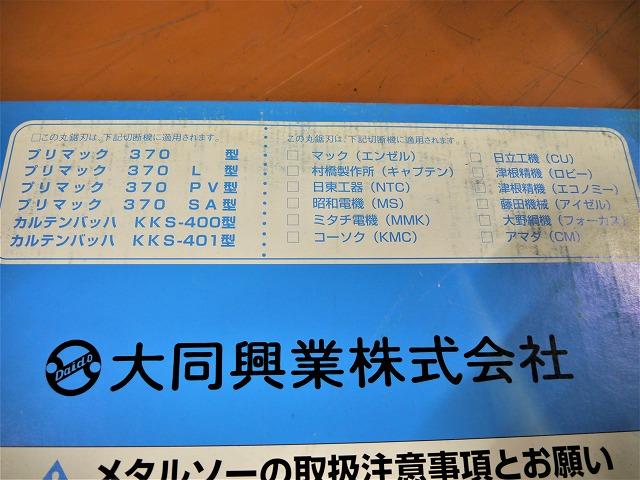 □この丸鋸刃は、下記切断機に適用されます。
プリマック 370 型
プリマック 370 L 型
プリマック 370 PV型
プリマック 370 SA型
カルテンバッハ KKS-400型
カルテンバッハ KKS-401型
この丸鋸刃は、下記切断機に適用されます。
□ マック（エンゼル）
□ 村橋製作所（キャプテン）
□ 日東工器（NTC）
□ 昭和電機（MS）
□ ミタチ電機（MMK）
□ コーソク（KMC）
□ 日立工機（CU）
□ 津根精機（ロビー）
□ 津根精機（エコノミー）
□ 藤田機械（アイゼル）
□ 大野綱機（フォーカス）
□ アマダ（CM）
Daido 大同興業株式会社
メタルソーの取扱注意事項とお願い